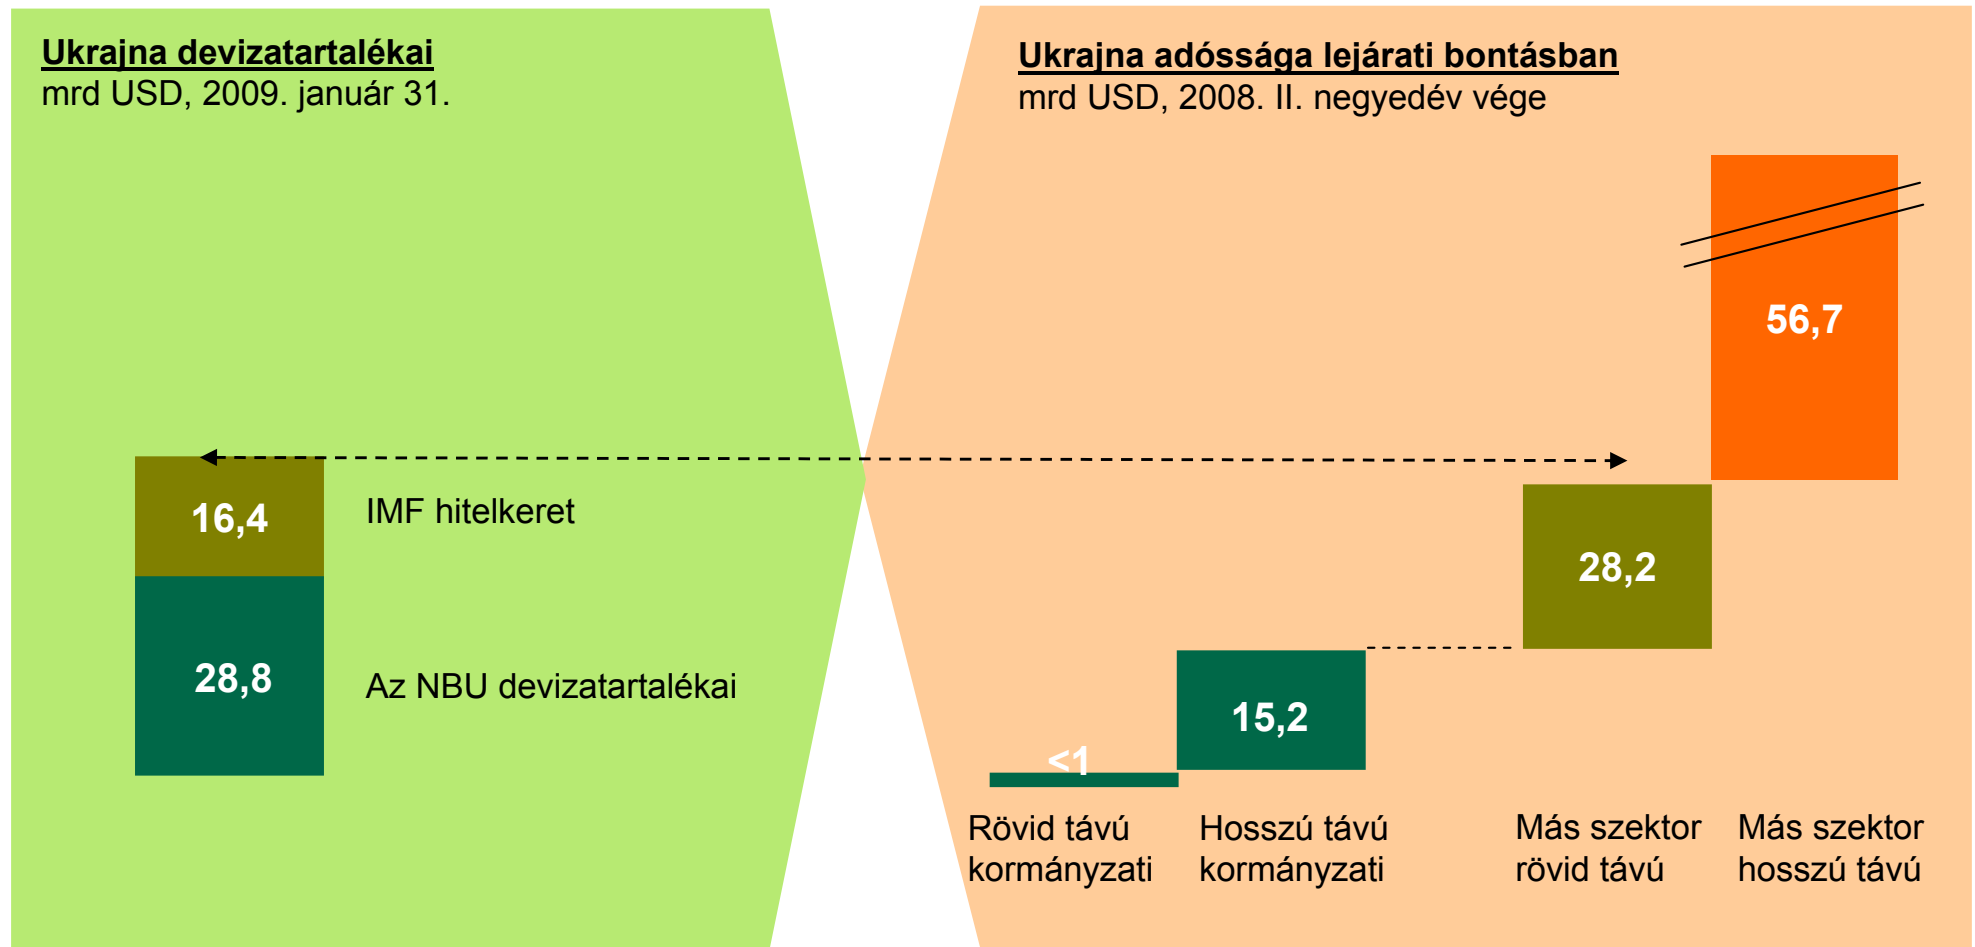 Ukrajna devizatartalékai
mrd USD, 2009. január 31.
16,4
IMF hitelkeret
28,8
Az NBU devizatartalékai
Ukrajna adóssága lejárati bontásban
mrd USD, 2008. II. negyedév vége
56,7
28,2
15,2
<1
Rövid távú
kormányzati
Hosszú távú
kormányzati
Más szektor
rövid távú
Más szektor
hosszú távú